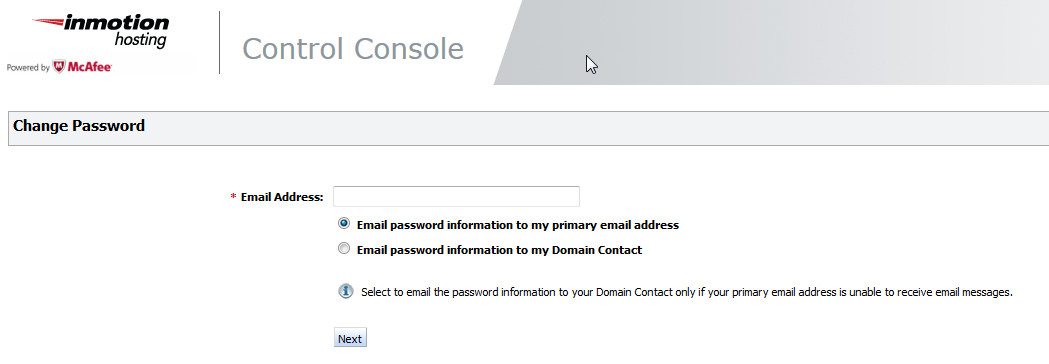 inmotion
hosting
Powered by McAfee
Control Console
Change Password
* Email Address:
Email password information to my primary email address
Email password information to my Domain Contact
Select to email the password information to your Domain Contact only if your primary email address is unable to receive email messages.
Next